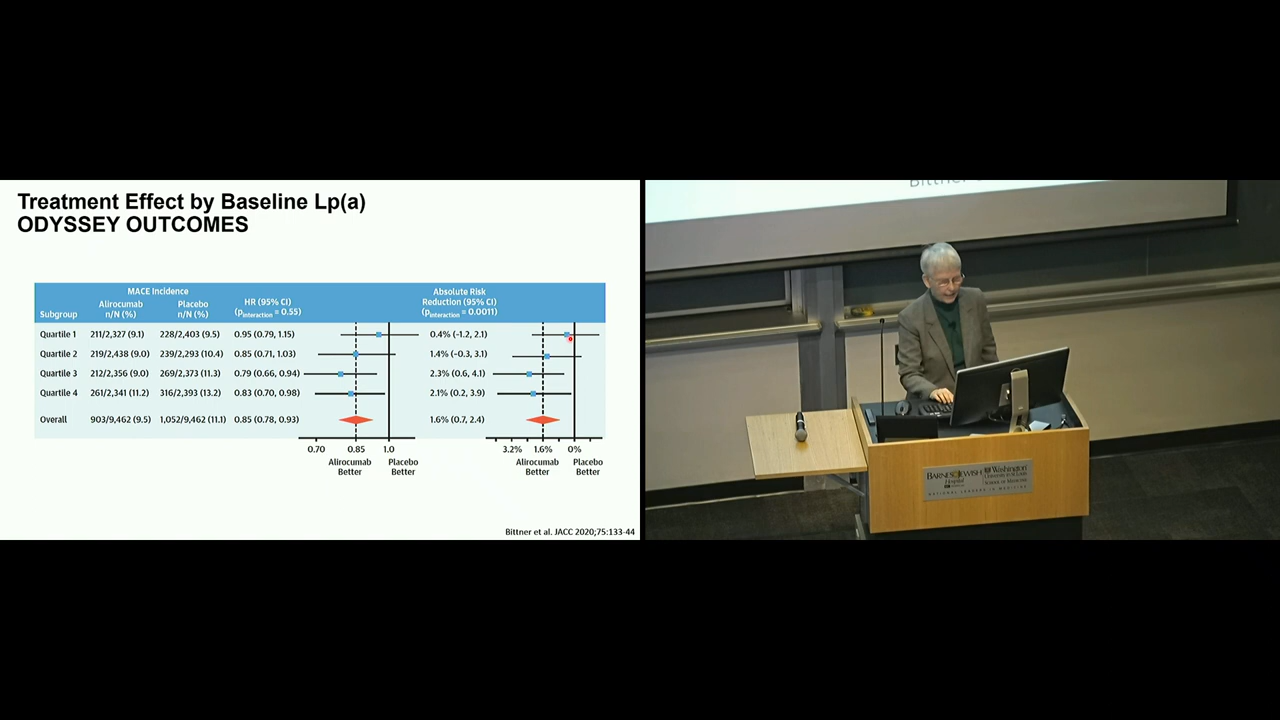 Treatment Effect by Baseline Lp(a)
ODYSSEY OUTCOMES
MACE Incidence
Subgroup Alirocumab n/N (%) Placebo n/N (%) HR (95% CI) (pinteraction = 0.55) Absolute Risk Reduction (95% CI) (pinteraction = 0.0011)
Quartile 1 211/2,327 (9.1) 228/2,403 (9.5) 0.95 (0.79, 1.15) 0.4% (-1.2, 2.1)
Quartile 2 219/2,438 (9.0) 239/2,293 (10.4) 0.85 (0.71, 1.03) 1.4% (-0.3, 3.1)
Quartile 3 212/2,356 (9.0) 269/2,373 (11.3) 0.79 (0.66, 0.94) 2.3% (0.6, 4.1)
Quartile 4 261/2,341 (11.2) 316/2,393 (13.2) 0.83 (0.70, 0.98) 2.1% (0.2, 3.9)
Overall 903/9,462 (9.5) 1,052/9,462 (11.1) 0.85 (0.78, 0.93) 1.6% (0.7, 2.4)
0.70 0.85 1.0 3.2% 1.6% 0%
Alirocumab Better Placebo Better Alirocumab Better Placebo Better
Bittner et al. JACC 2020;75:133-44
Bittner
BARNES JEWISH
Hospital
Washington
University in St. Louis
School of Medicine
NATIONAL LEADERS IN MEDICINE